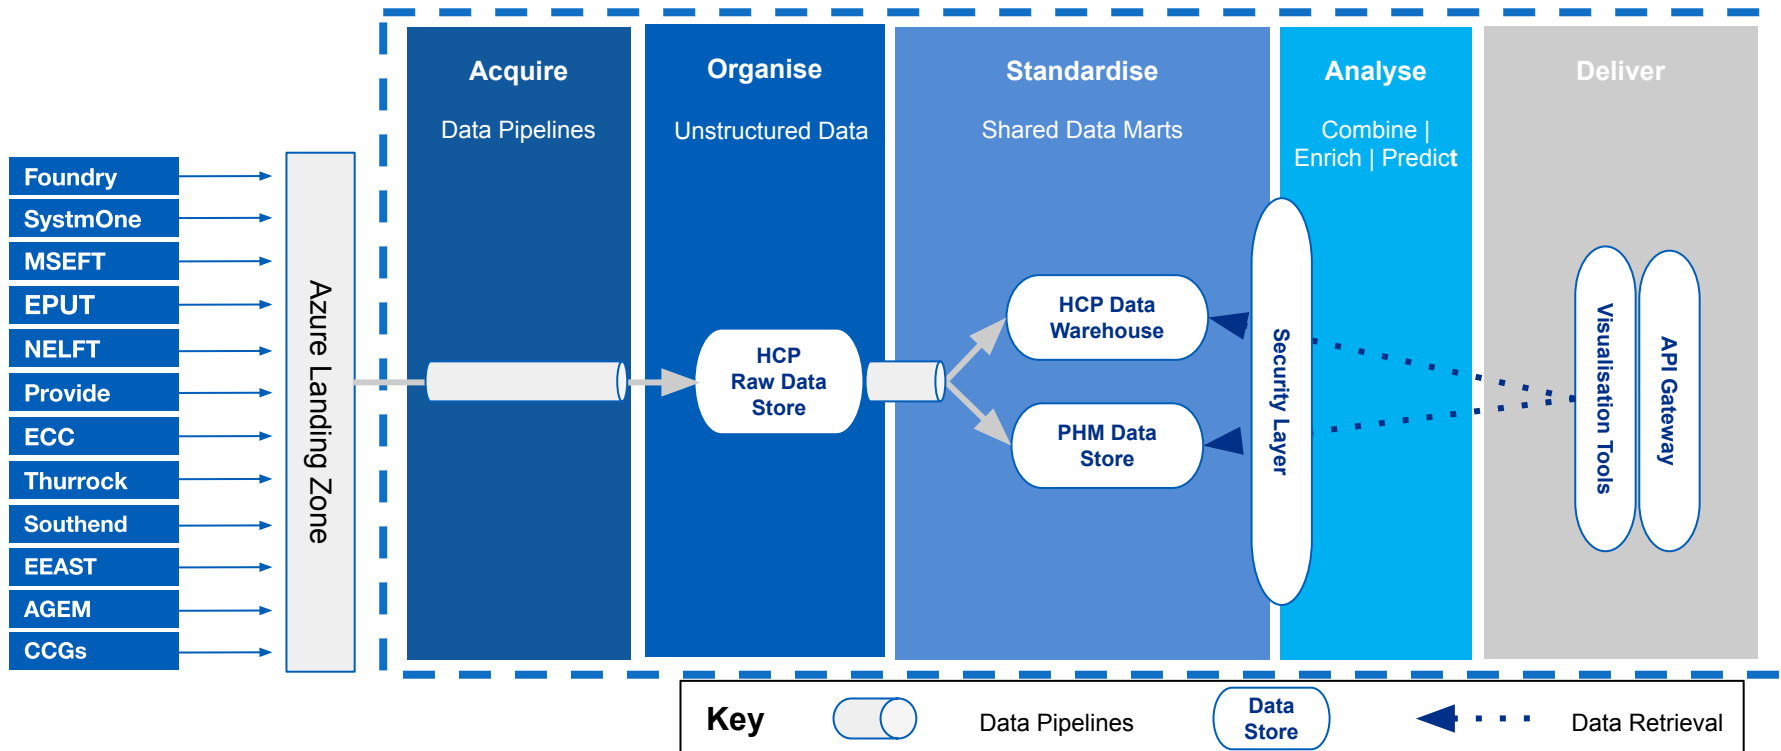 Acquire
Data Pipelines
Organise
Unstructured Data
Standardise
Shared Data Marts
Analyse
Combine |
Enrich | Predict
Deliver
Foundry
SystmOne
MSEFT
EPUT
NELFT
Provide
ECC
Thurrock
Southend
EEAST
AGEM
CCGs
Azure Landing Zone
HCP
Raw Data
Store
HCP Data
Warehouse
PHM Data
Store
Security Layer
Visualisation Tools
API Gateway
Key
Data Pipelines
Data
Store
Data Retrieval